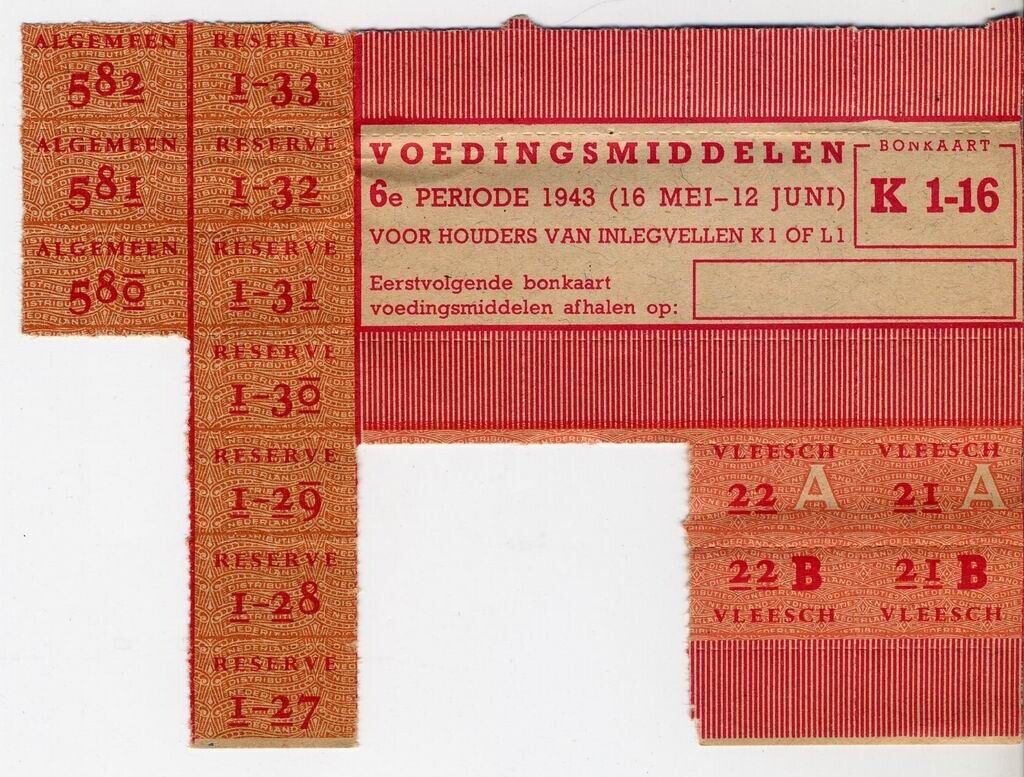 ALGEMEEN
582
ALGEMEEN
581
ALGEMEEN
580
RESERVE
1-33
RESERVE
1-32
RESERVE
1-31
RESERVE
1-30
RESERVE
1-29
RESERVE
1-28
RESERVE
1-27
VOEDINGSMIDDELEN
6e PERIODE 1943 (16 MEI–12 JUNI)
VOOR HOUDERS VAN INLEGVELLEN K1 OF L1
Eerstvolgende bonkaart
voedingsmiddelen afhalen op:
BONKAART
K 1-16
VLEESCH
22 A
VLEESCH
21 A
22 B
VLEESCH
21 B
VLEESCH